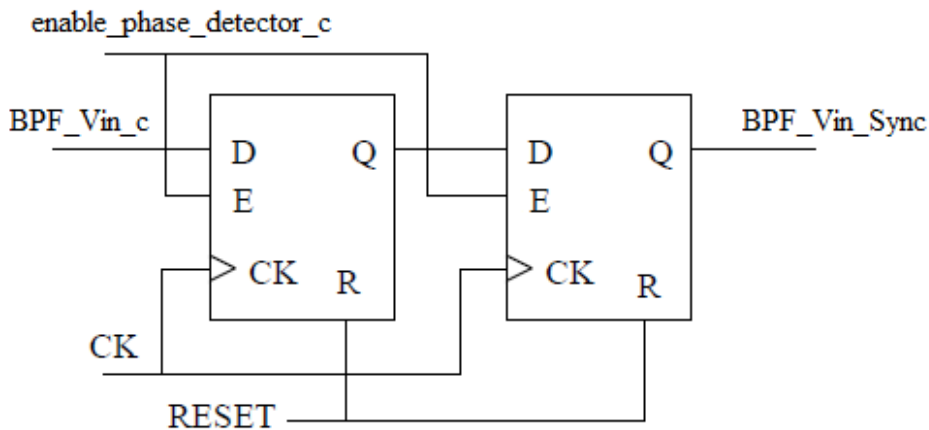 enable_phase_detector_c
BPF_Vin_c
BPF_Vin_Sync
D Q
D Q
E
E
CK
CK
R
R
CK
RESET